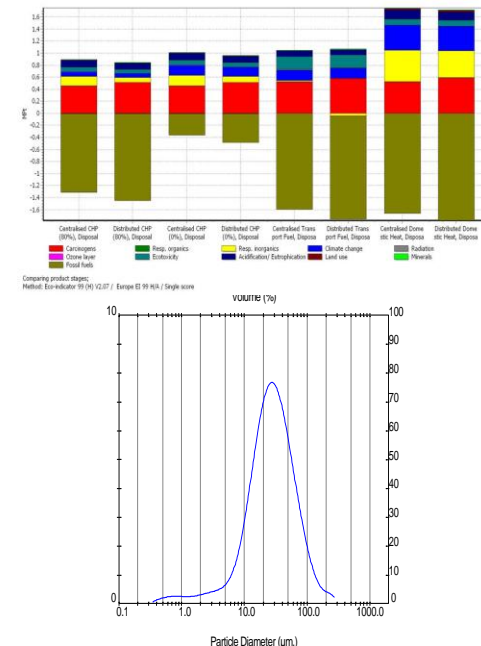 1.6
1.4
1.2
1
0.8
0.6
0.4
0.2
0
-0.2
-0.4
-0.6
-0.8
-1
-1.2
-1.4
-1.6
MPt
Centralised CHP (80%), Disposal
Distributed CHP (80%), Disposal
Centralised CHP (0%), Disposal
Distributed CHP (0%), Disposal
Centralised Trans port Fuel, Disposa
Distributed Trans port Fuel, Disposa
Centralised Dome stic Heat, Disposa
Distributed Dome stic Heat, Disposa
Carcinogens
Resp. organics
Resp. inorganics
Climate change
Radiation
Ozone layer
Ecotoxicity
Acidification/ Eutrophication
Land use
Minerals
Fossil fuels
Comparing product stages;
Method: Eco-indicator 99 (H) V2.07 / Europe EI 99 H/A / Single score
Volume (%)
10
0
100
90
80
70
60
50
40
30
20
10
0
0.1
1.0
10.0
100.0
1000.0
Particle Diameter (um.)